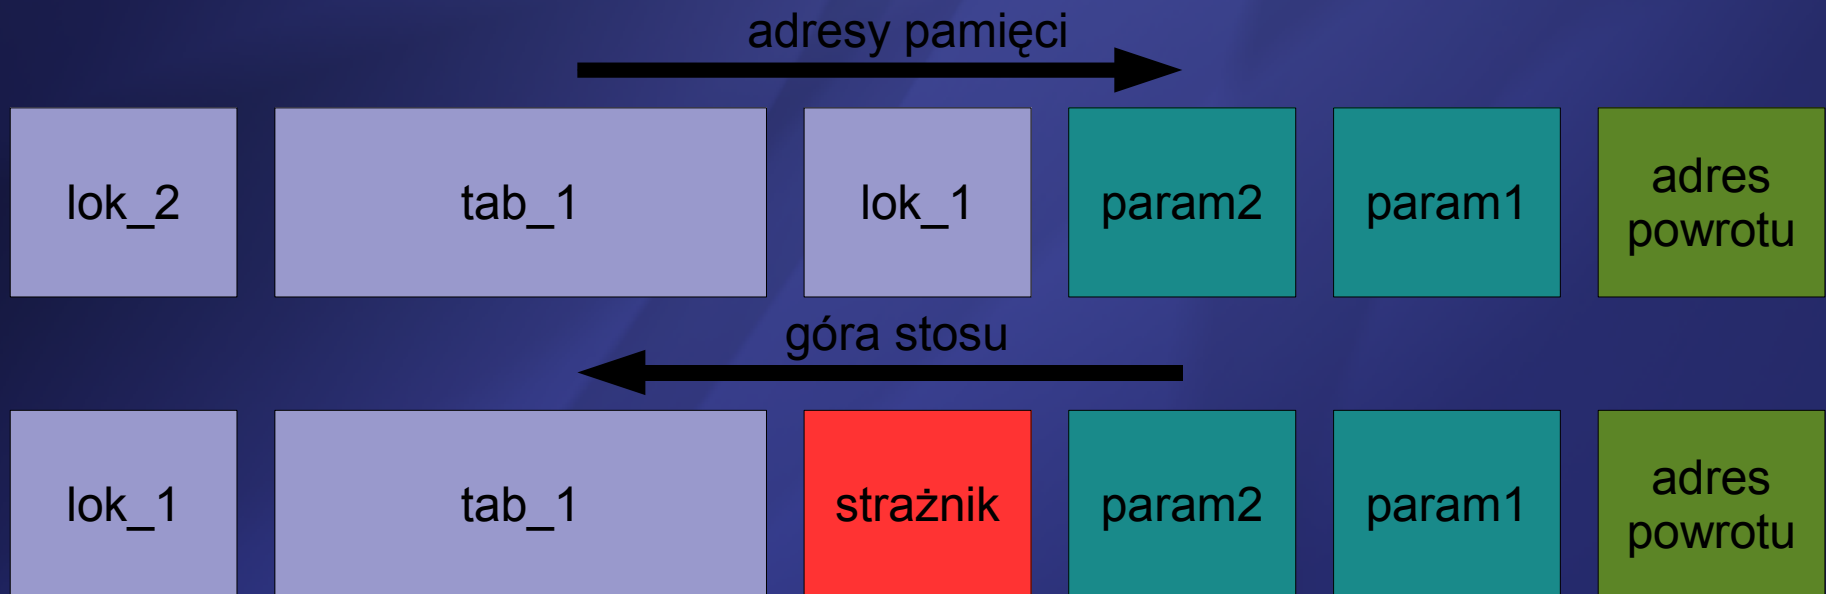 adresy pamięci
lok_2 tab_1 lok_1 param2 param1 adres
powrotu
góra stosu
lok_1 tab_1 strażnik param2 param1 adres
powrotu